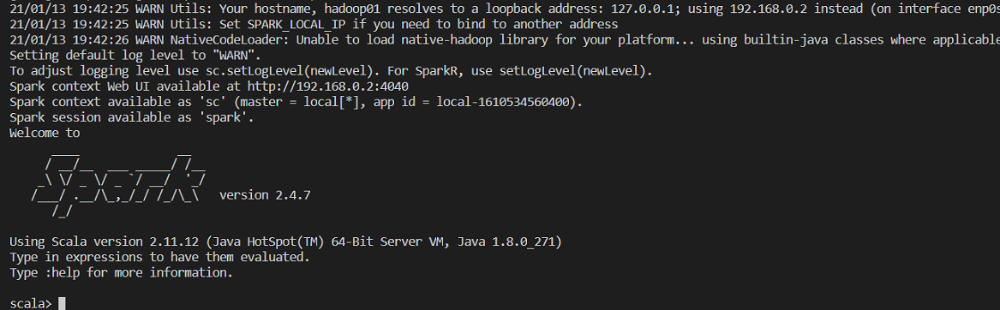 21/01/13 19:42:25 WARN Utils: Your hostname, hadoop01 resolves to a loopback address: 127.0.0.1; using 192.168.0.2 instead (on interface enp0s
21/01/13 19:42:25 WARN Utils: Set SPARK_LOCAL_IP if you need to bind to another address
21/01/13 19:42:26 WARN NativeCodeLoader: Unable to load native-hadoop library for your platform... using builtin-java classes where applicable
Setting default log level to "WARN".
To adjust logging level use sc.setLogLevel(newLevel). For SparkR, use setLogLevel(newLevel).
Spark context Web UI available at http://192.168.0.2:4040
Spark context available as 'sc' (master = local[*], app id = local-1610534560400).
Spark session available as 'spark'.
Welcome to
Spark version 2.4.7
Using Scala version 2.11.12 (Java HotSpot(TM) 64-Bit Server VM, Java 1.8.0_271)
Type in expressions to have them evaluated.
Type :help for more information.
scala>